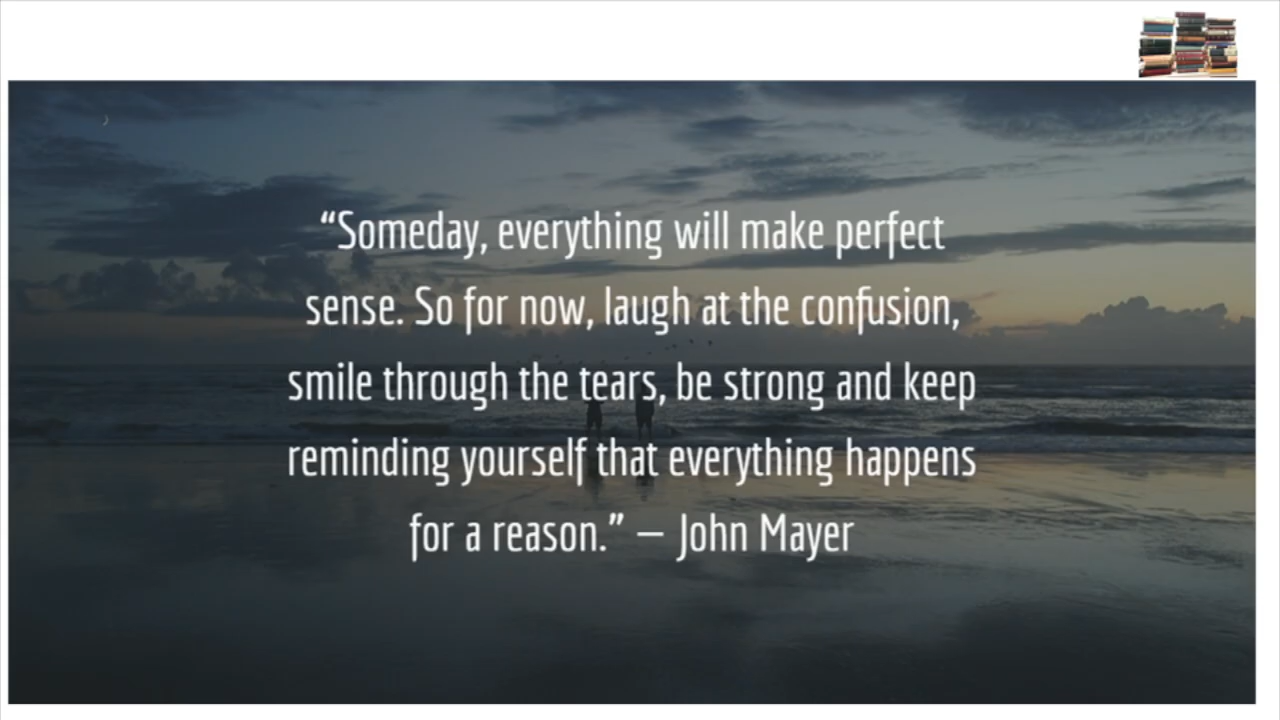 “Someday, everything will make perfect
sense. So for now, laugh at the confusion,
smile through the tears, be strong and keep
reminding yourself that everything happens
for a reason.” — John Mayer